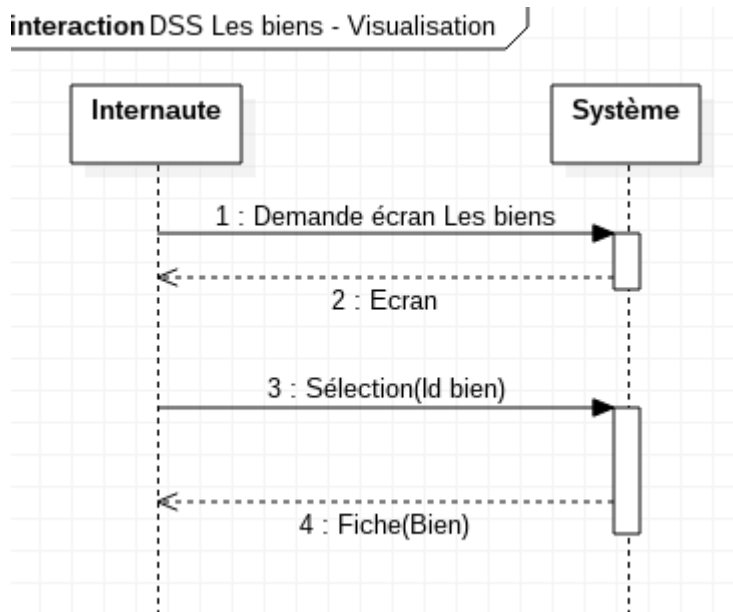 interaction DSS Les biens - Visualisation
Internaute
Système
1 : Demande écran Les biens
2 : Ecran
3 : Sélection(Id bien)
4 : Fiche(Bien)